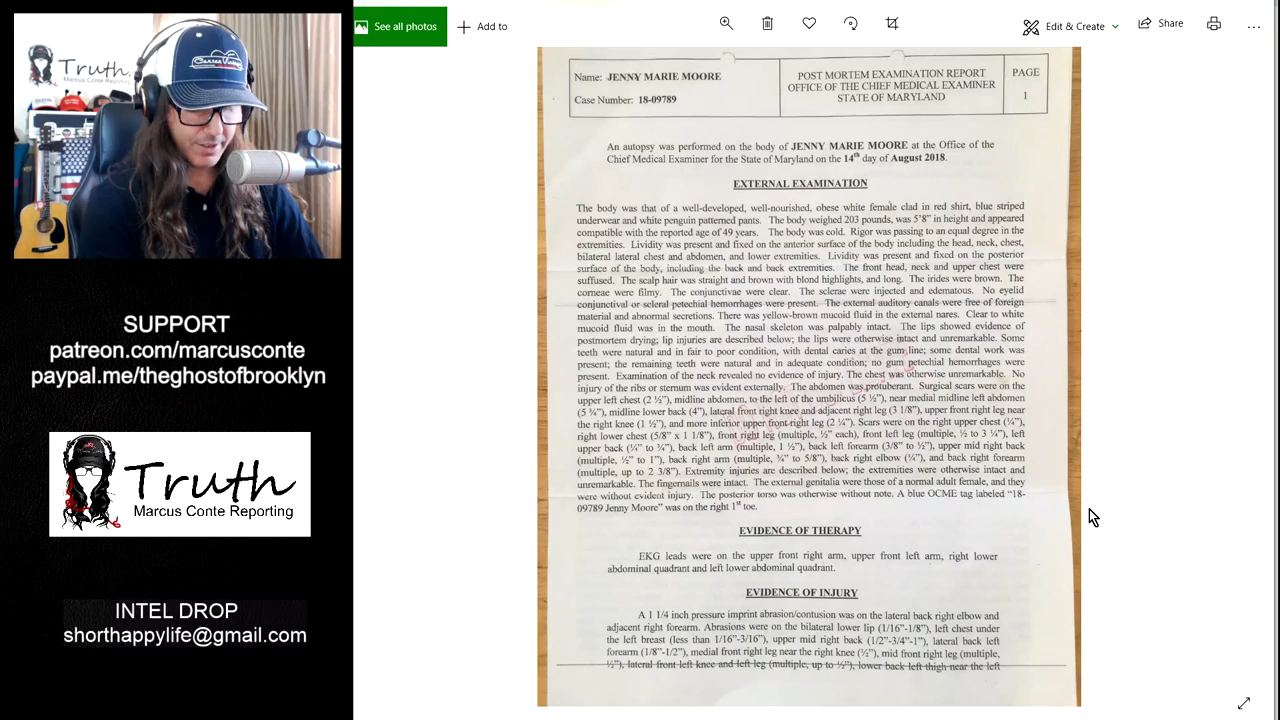 Truth.
Marcus Conte Reporting
SUPPORT
patreon.com/marcusconte
paypal.me/theghostofbrooklyn
Truth
Marcus Conte Reporting
INTEL DROP
shorthappylife@gmail.com
See all photos
Add to
Edit & Create
Share
Name: JENNY MARIE MOORE
Case Number: 18-09789
POST MORTEM EXAMINATION REPORT
OFFICE OF THE CHIEF MEDICAL EXAMINER
STATE OF MARYLAND
PAGE
1
An autopsy was performed on the body of JENNY MARIE MOORE at the Office of the
Chief Medical Examiner for the State of Maryland on the 14th day of August 2018.
EXTERNAL EXAMINATION
The body was that of a well-developed, well-nourished, obese white female clad in red shirt, blue striped
underwear and white penguin patterned pants. The body weighed 203 pounds, was 5'8" in height and appeared
compatible with the reported age of 49 years. The body was cold. Rigor was passing to an equal degree in the
extremities. Lividity was present and fixed on the anterior surface of the body including the head, neck, chest,
bilateral lateral chest and abdomen, and lower extremities. Lividity was present and fixed on the posterior
surface of the body, including the back and back extremities. The front head, neck and upper chest were
suffused. The scalp hair was straight and brown with blond highlights, and long. The irides were brown. The
corneae were filmy. The conjunctivae were clear. The sclerae were injected and edematous. No eyelid
conjunctival or scleral petechial hemorrhages were present. The external auditory canals were free of foreign
material and abnormal secretions. There was yellow-brown mucoid fluid in the external nares. Clear to white
mucoid fluid was in the mouth. The nasal skeleton was palpably intact. The lips showed evidence of
postmortem drying; lip injuries are described below; the lips were otherwise intact and unremarkable. Some
teeth were natural and in fair to poor condition, with dental caries at the gum line; some dental work was
present; the remaining teeth were natural and in adequate condition; no gum petechial hemorrhages were
present. Examination of the neck revealed no evidence of injury. The chest was otherwise unremarkable. No
injury of the ribs or sternum was evident externally. The abdomen was protuberant. Surgical scars were on the
upper left chest (2 ½"), midline abdomen, to the left of the umbilicus (5 ½"), near medial midline left abdomen
(5 ¾"), midline lower back (4"), lateral front right knee and adjacent right leg (3 1/8"), upper front right leg near
the right knee (1 ½"), and more inferior upper front right leg (2 ¼"). Scars were on the right upper chest (¼"),
right lower chest (5/8" x 1 1/8"), front right leg (multiple, ½" each), front left leg (multiple, ½ to 3 ¼"), left
upper back (¼" to ¾"), back left arm (multiple, 1 ½"), back left forearm (3/8" to ½"), upper mid right back
(multiple, ½" to 1"), back right arm (multiple, ¾" to 5/8"), back right elbow (¼"), and back right forearm
(multiple, up to 2 3/8"). Extremity injuries are described below; the extremities were otherwise intact and
unremarkable. The fingernails were intact. The external genitalia were those of a normal adult female, and they
were without evident injury. The posterior torso was otherwise without note. A blue OCME tag labeled "18-
09789 Jenny Moore" was on the right 1st toe.
EVIDENCE OF THERAPY
EKG leads were on the upper front right arm, upper front left arm, right lower
abdominal quadrant and left lower abdominal quadrant.
EVIDENCE OF INJURY
A 1 1/4 inch pressure imprint abrasion/contusion was on the lateral back right elbow and
adjacent right forearm. Abrasions were on the bilateral lower lip (1/16"-1/8"), left chest under
the left breast (less than 1/16"-3/16"), upper mid right back (1/2"-3/4"-1"), lateral back left
forearm (1/8"-1/2"), medial front right leg near the right knee (½"), mid front right leg (multiple,
½"), lateral front left knee and left leg (multiple, up to ½"), lower back left thigh near the left